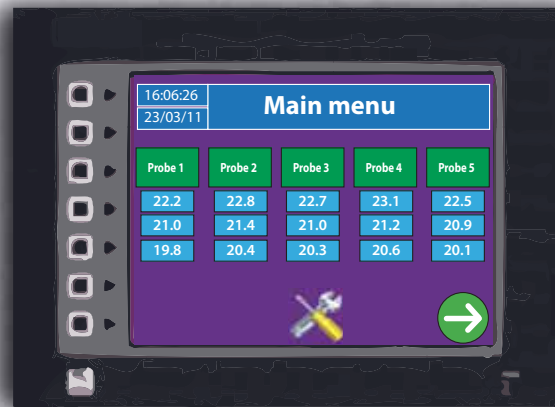 16:06:26
Main menu
23/03/11
Probe 1 Probe 2 Probe 3 Probe 4 Probe 5
22.2 22.8 22.7 23.1 22.5
21.0 21.4 21.0 21.2 20.9
19.8 20.4 20.3 20.6 20.1